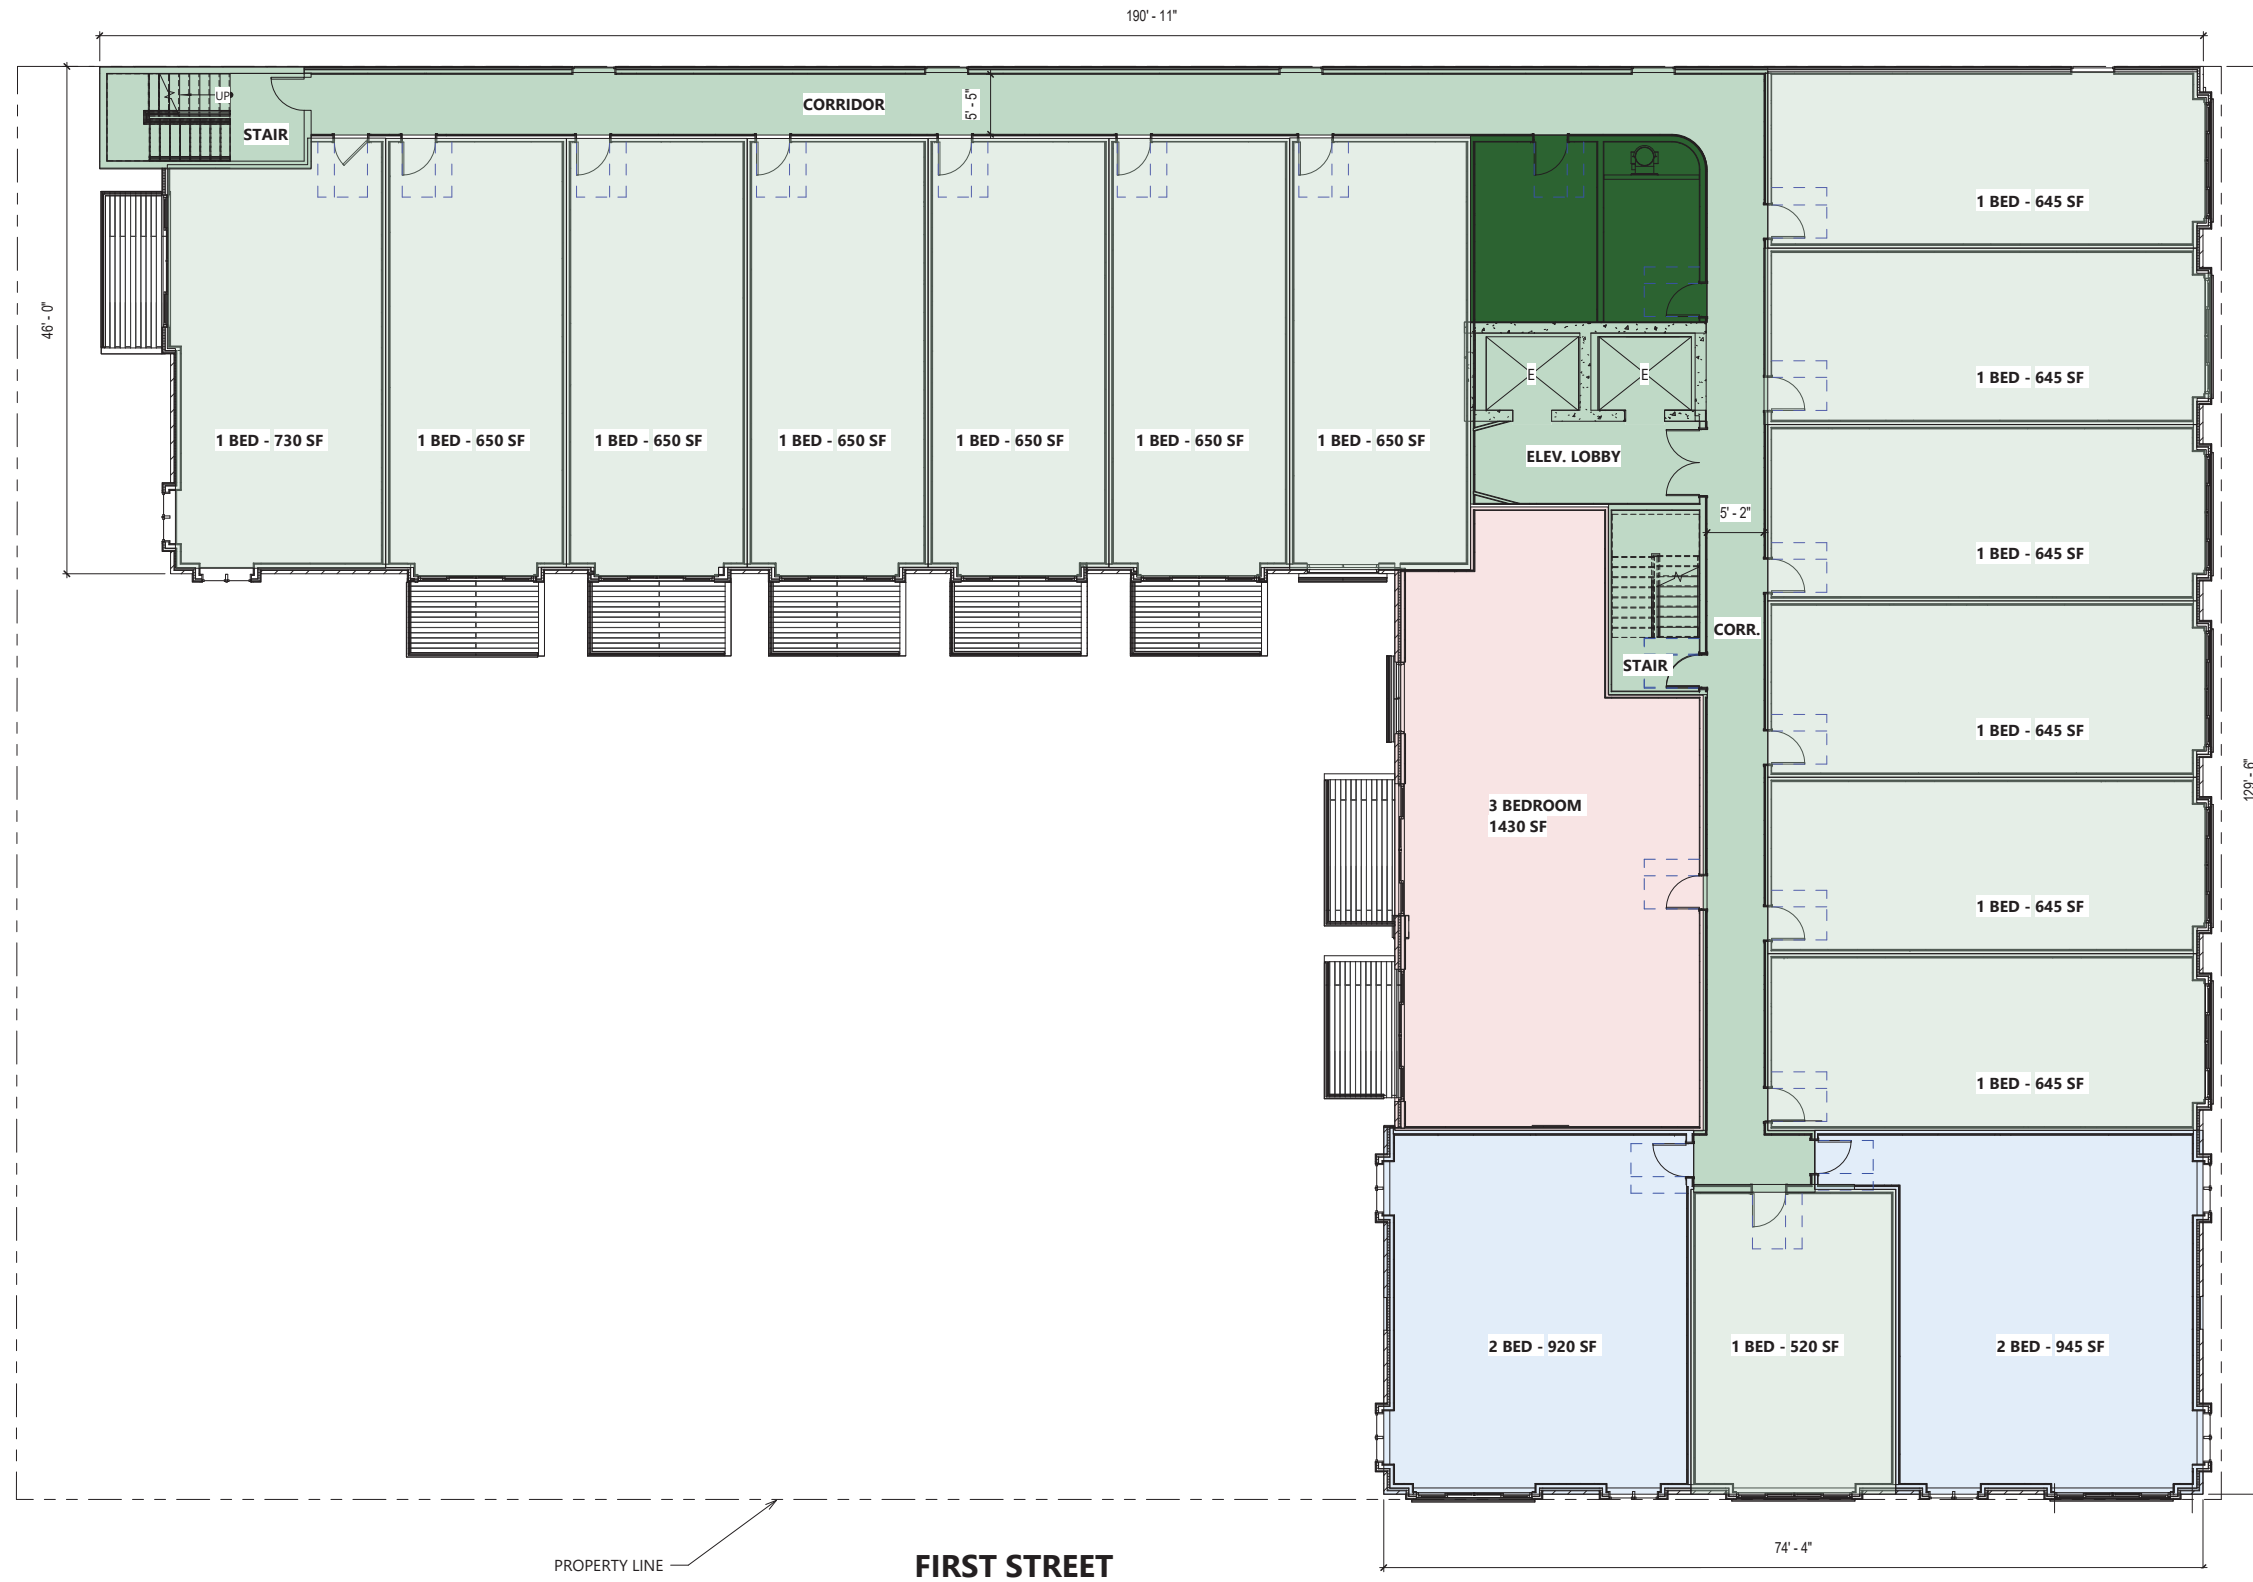 190' - 11"
UP
STAIR
CORRIDOR
5' - 5"
46' - 0"
1 BED - 645 SF
1 BED - 645 SF
E
E
1 BED - 730 SF
1 BED - 650 SF
1 BED - 650 SF
1 BED - 650 SF
1 BED - 650 SF
1 BED - 650 SF
1 BED - 650 SF
ELEV. LOBBY
5' - 2"
1 BED - 645 SF
CORR.
STAIR
1 BED - 645 SF
129' - 6"
3 BEDROOM
1430 SF
1 BED - 645 SF
1 BED - 645 SF
2 BED - 920 SF
1 BED - 520 SF
2 BED - 945 SF
74' - 4"
PROPERTY LINE
FIRST STREET